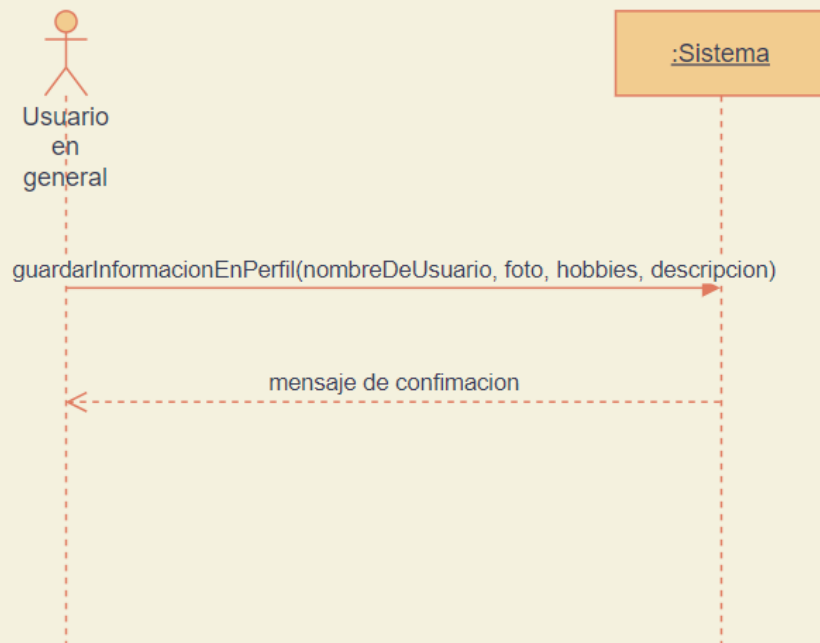 :Sistema
Usuario
en
general
guardarInformacionEnPerfil(nombreDeUsuario, foto, hobbies, descripcion)
mensaje de confimacion